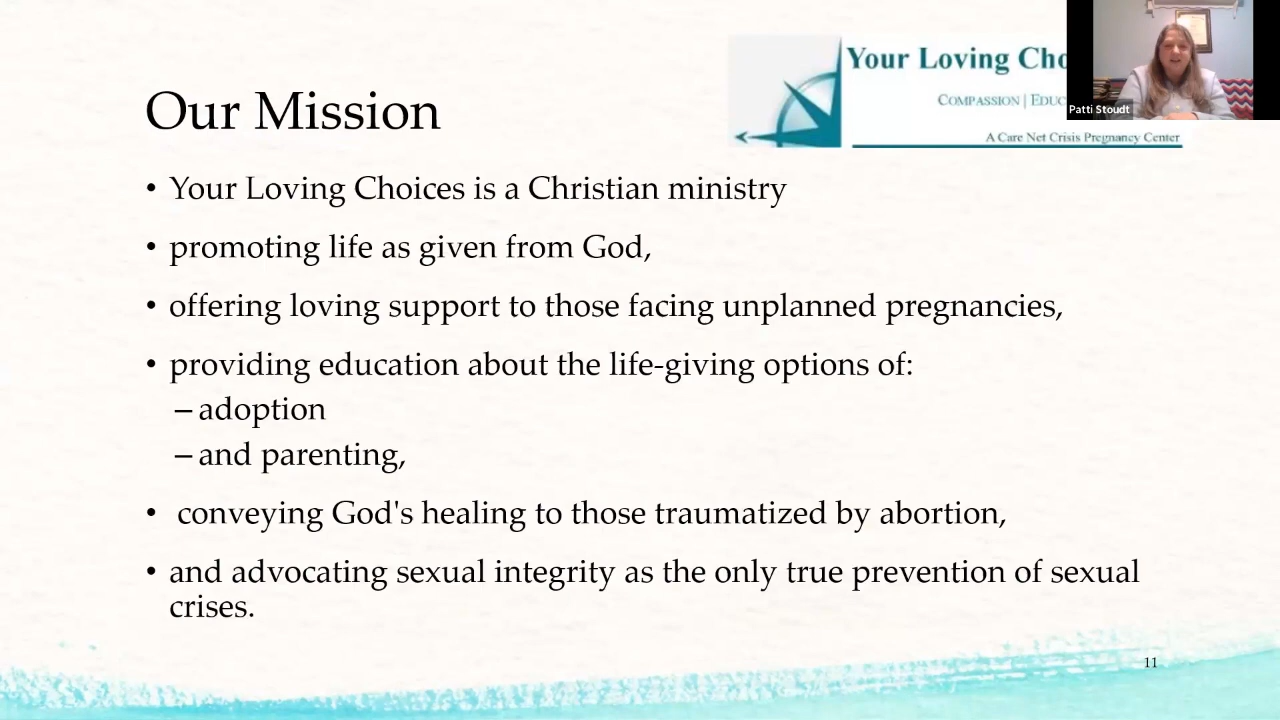 Your Loving
COMPASSION |
A Care Net Crisis Pregnancy Center
Patti Stoudt
Our Mission
• Your Loving Choices is a Christian ministry
• promoting life as given from God,
• offering loving support to those facing unplanned pregnancies,
• providing education about the life-giving options of:
– adoption
– and parenting,
• conveying God's healing to those traumatized by abortion,
• and advocating sexual integrity as the only true prevention of sexual
crises.
11